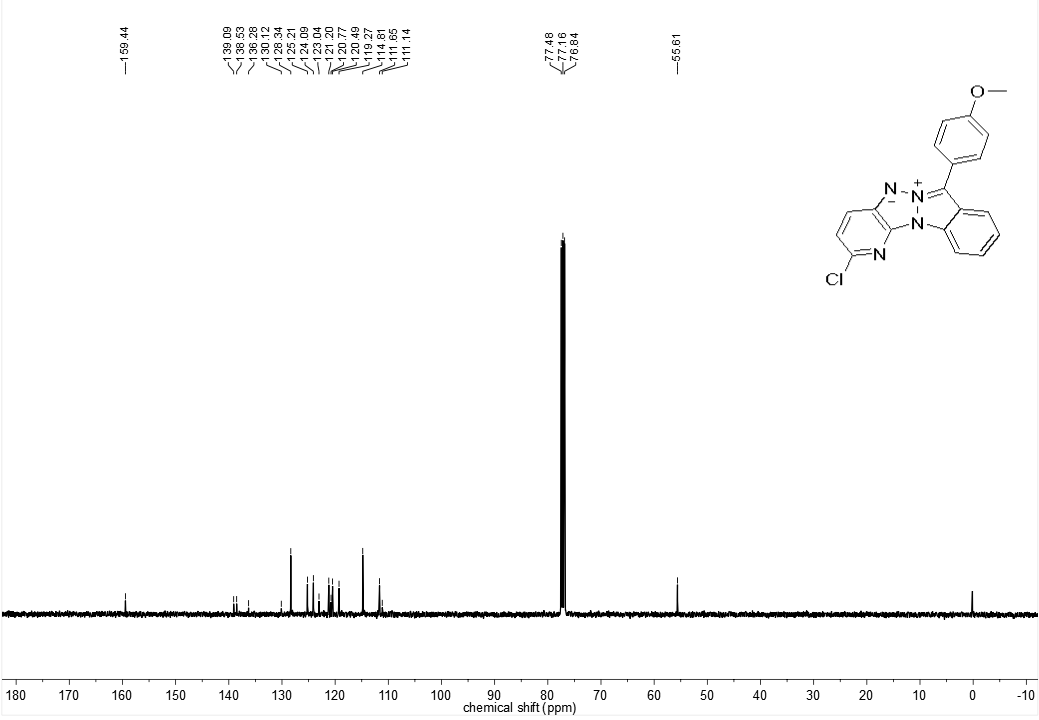 159.44
139.09
138.53
136.28
130.12
128.34
125.21
124.09
123.04
121.20
120.77
120.49
119.27
114.81
111.65
111.14
77.48
77.16
76.84
55.61
O
N
−
N
+
N
N
Cl
180 170 160 150 140 130 120 110 100 90 80 70 60 50 40 30 20 10 0 -10
chemical shift (ppm)